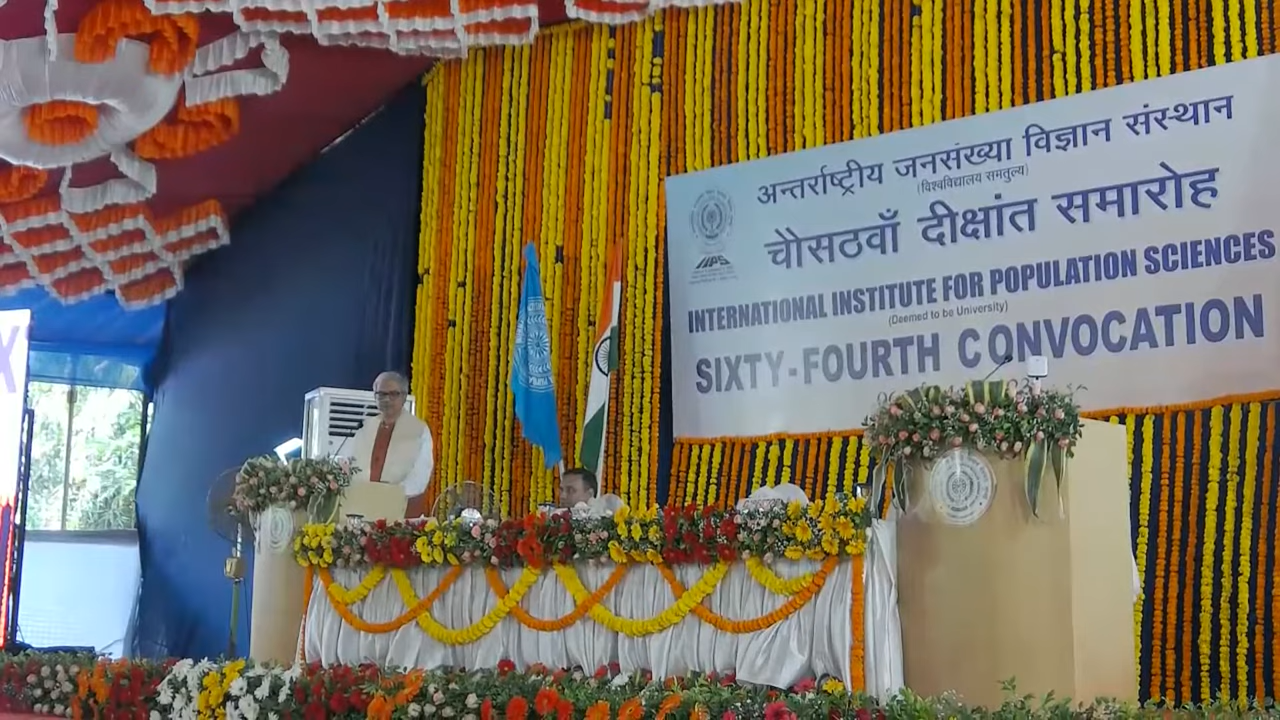 अन्तर्राष्ट्रीय जनसंख्या विज्ञान संस्थान
(विश्वविद्यालय समतुल्य)
चौसठवाँ दीक्षांत समारोह
IIPS
INTERNATIONAL INSTITUTE FOR POPULATION SCIENCES
(Deemed to be University)
SIXTY-FOURTH CONVOCATION
X